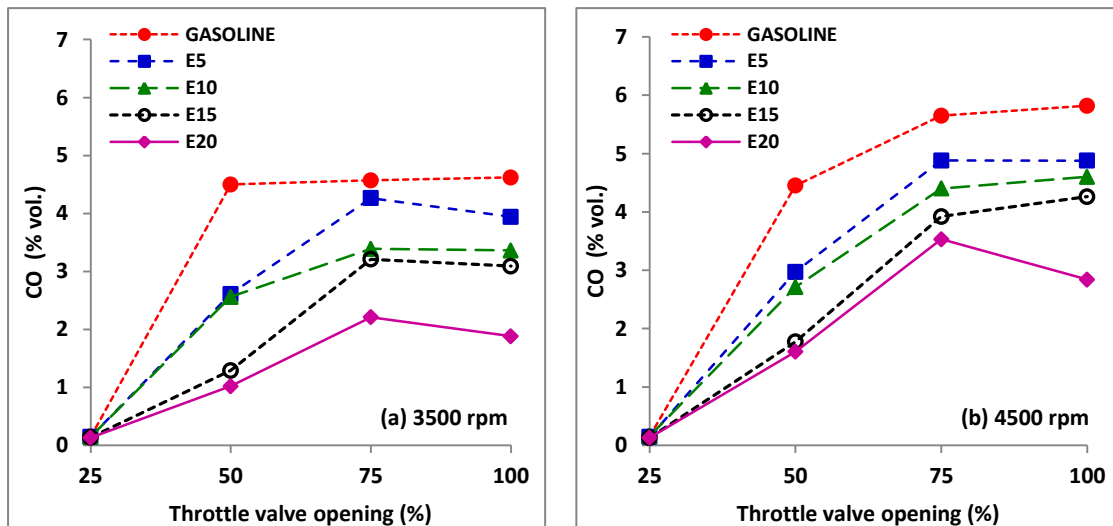 7
6
5
4
3
2
1
0
CO (% vol.)
GASOLINE
E5
E10
E15
E20
(a) 3500 rpm
25 50 75 100
Throttle valve opening (%)
7
6
5
4
3
2
1
0
CO (% vol.)
GASOLINE
E5
E10
E15
E20
(b) 4500 rpm
25 50 75 100
Throttle valve opening (%)